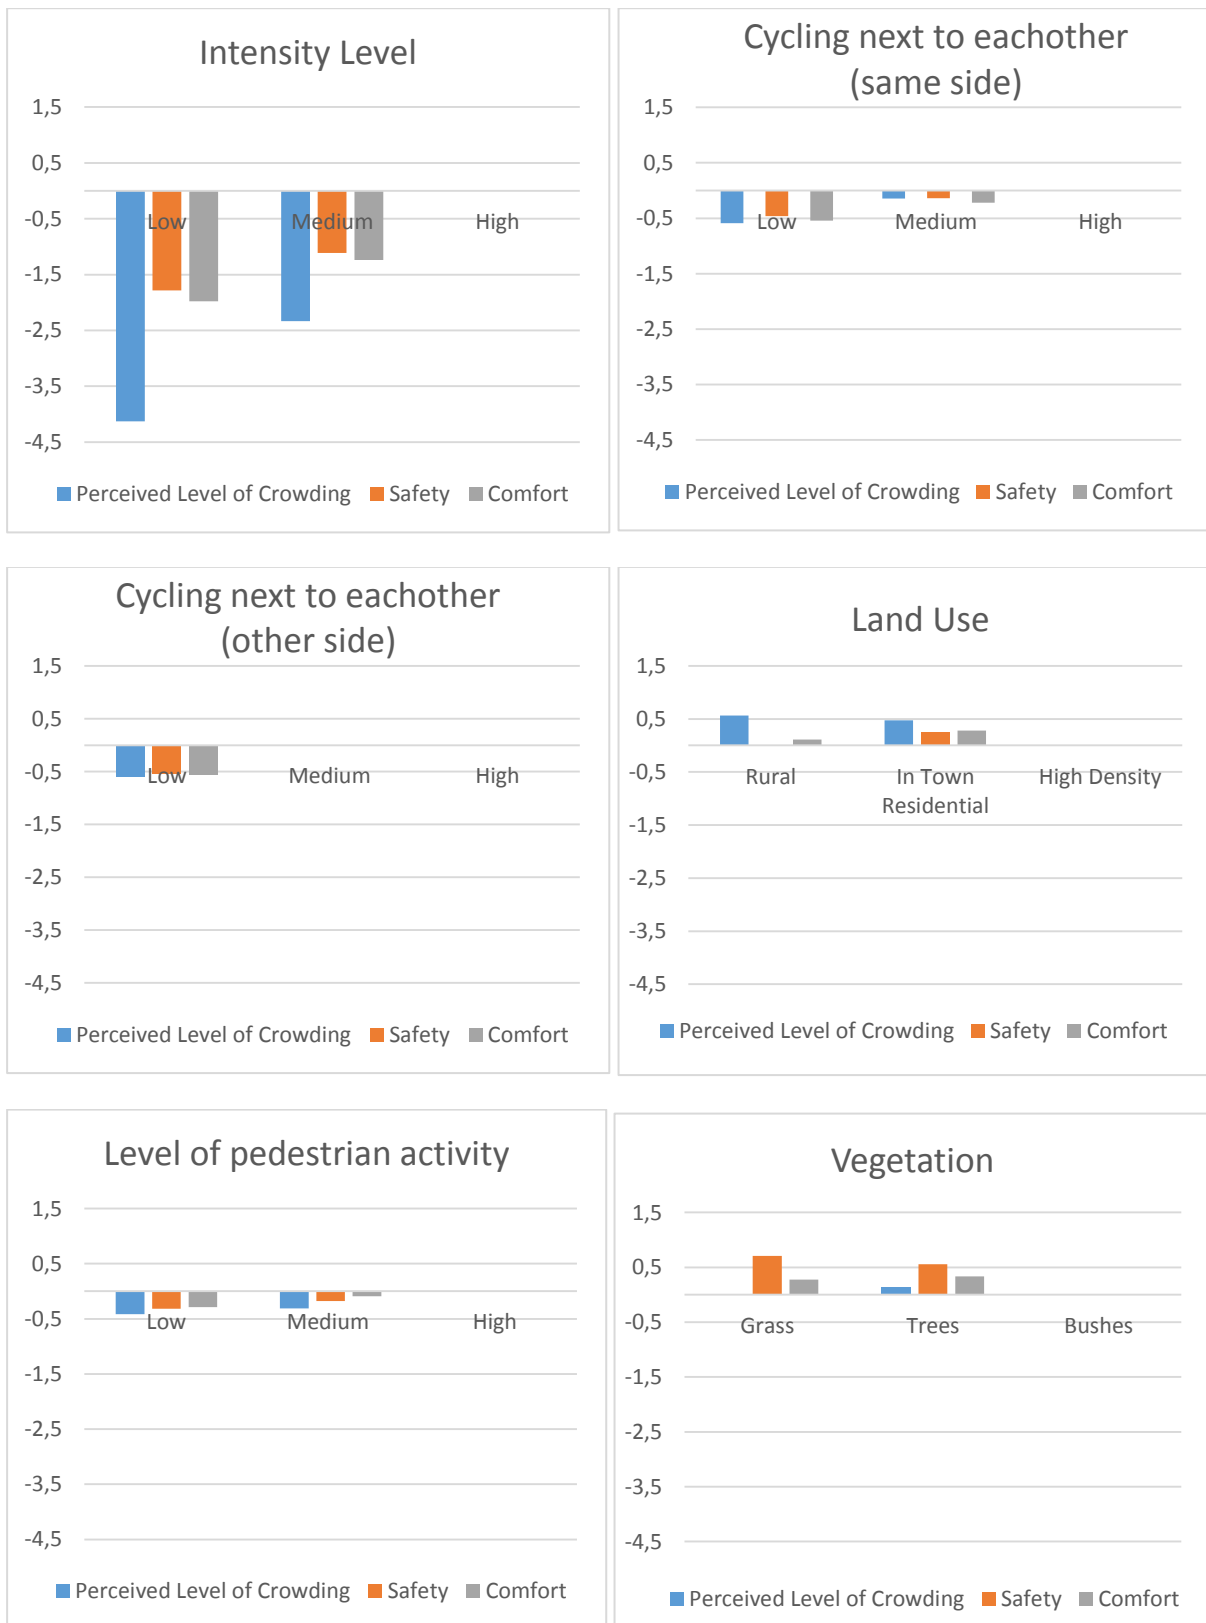 Intensity Level
1,5
0,5
-0,5
-1,5
-2,5
-3,5
-4,5
Low Medium High
Perceived Level of Crowding Safety Comfort
Cycling next to eachother
(same side)
1,5
0,5
-0,5
-1,5
-2,5
-3,5
-4,5
Low Medium High
Perceived Level of Crowding Safety Comfort
Cycling next to eachother
(other side)
1,5
0,5
-0,5
-1,5
-2,5
-3,5
-4,5
Low Medium High
Perceived Level of Crowding Safety Comfort
Land Use
1,5
0,5
-0,5
-1,5
-2,5
-3,5
-4,5
Rural In Town High Density
Residential
Perceived Level of Crowding Safety Comfort
Level of pedestrian activity
1,5
0,5
-0,5
-1,5
-2,5
-3,5
-4,5
Low Medium High
Perceived Level of Crowding Safety Comfort
Vegetation
1,5
0,5
-0,5
-1,5
-2,5
-3,5
-4,5
Grass Trees Bushes
Perceived Level of Crowding Safety Comfort